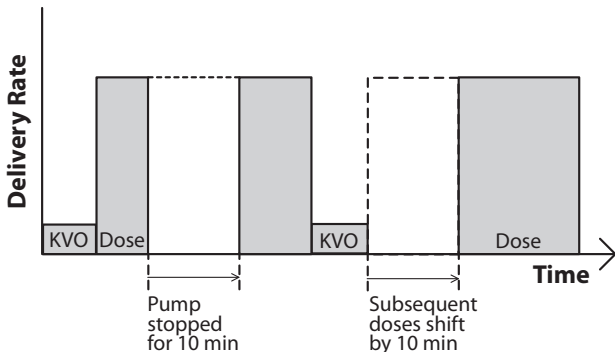 Delivery Rate
KVO
Dose
KVO
Dose
Time
Pump
stopped
for 10 min
Subsequent
doses shift
by 10 min